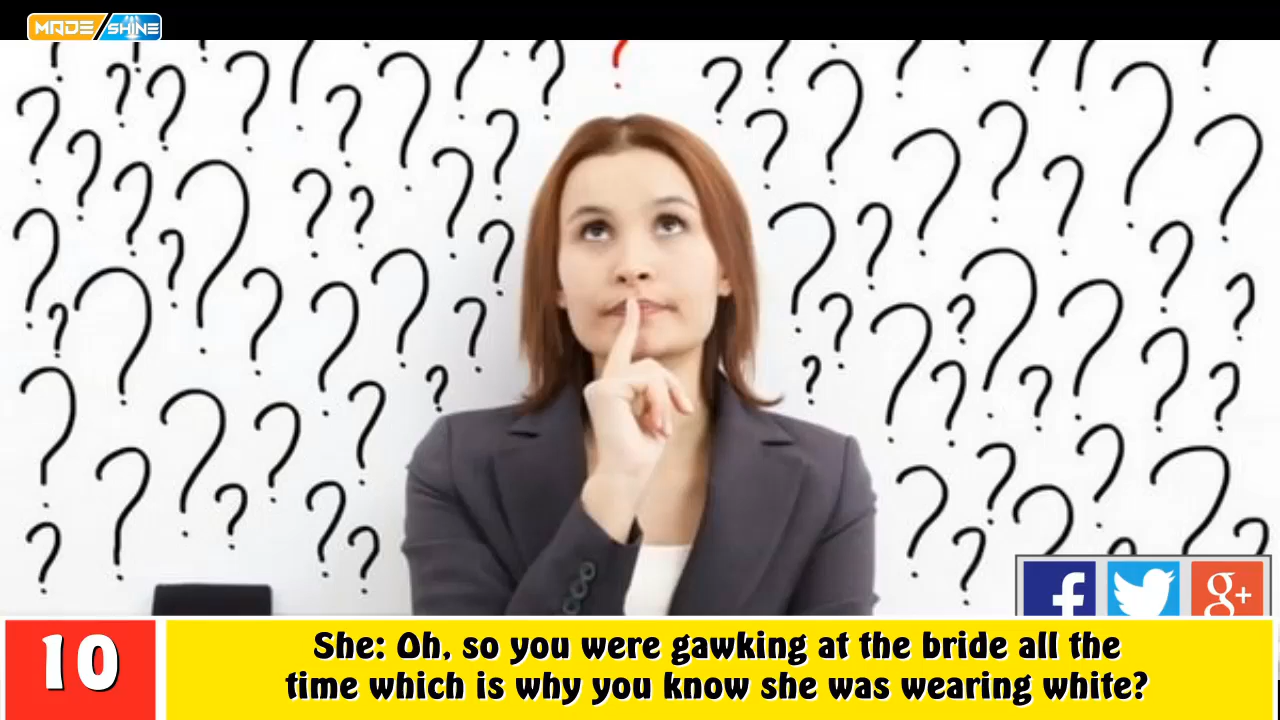 MADE SHINE
f g+
10
She: Oh, so you were gawking at the bride all the
time which is why you know she was wearing white?